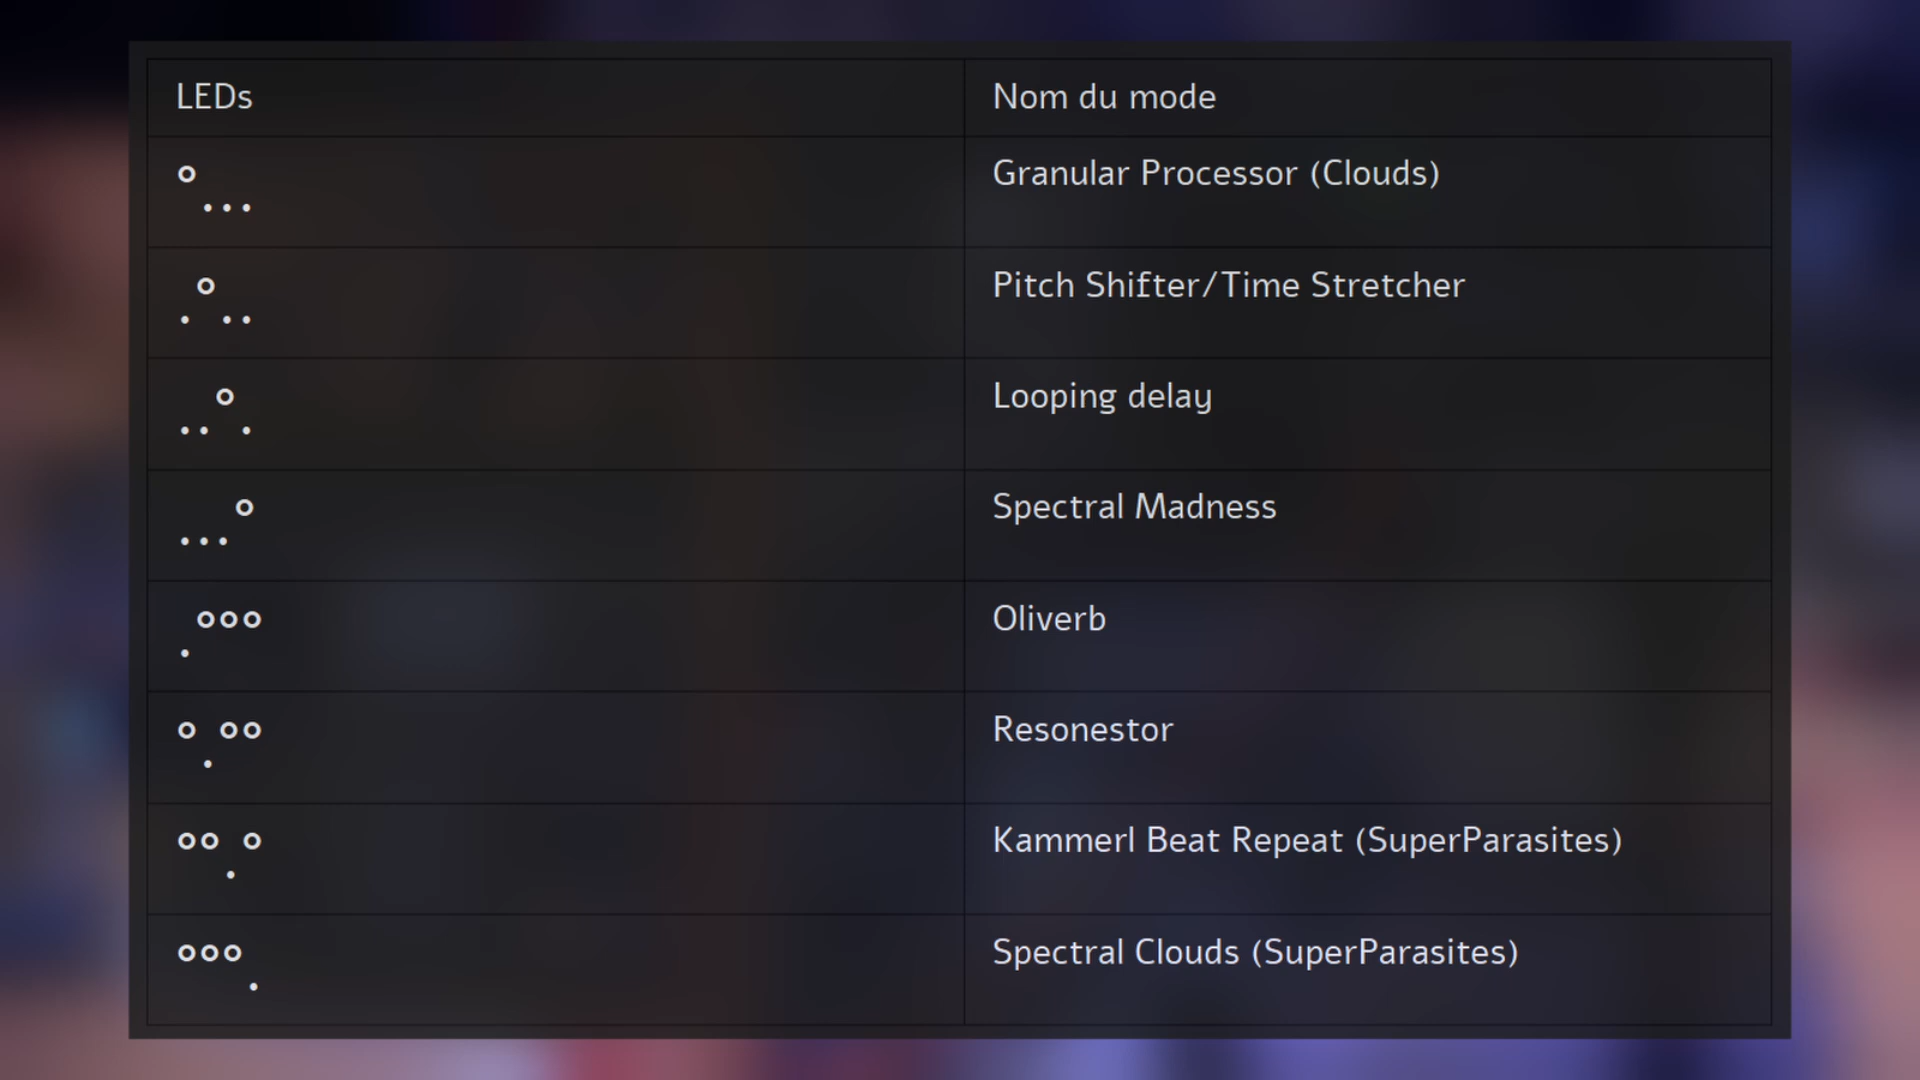 LEDs
Nom du mode
° . . .
Granular Processor (Clouds)
. ° . .
Pitch Shifter/Time Stretcher
. . ° .
Looping delay
. . . °
Spectral Madness
. ° ° °
Oliverb
° . ° °
Resonestor
° ° . °
Kammerl Beat Repeat (SuperParasites)
° ° ° .
Spectral Clouds (SuperParasites)